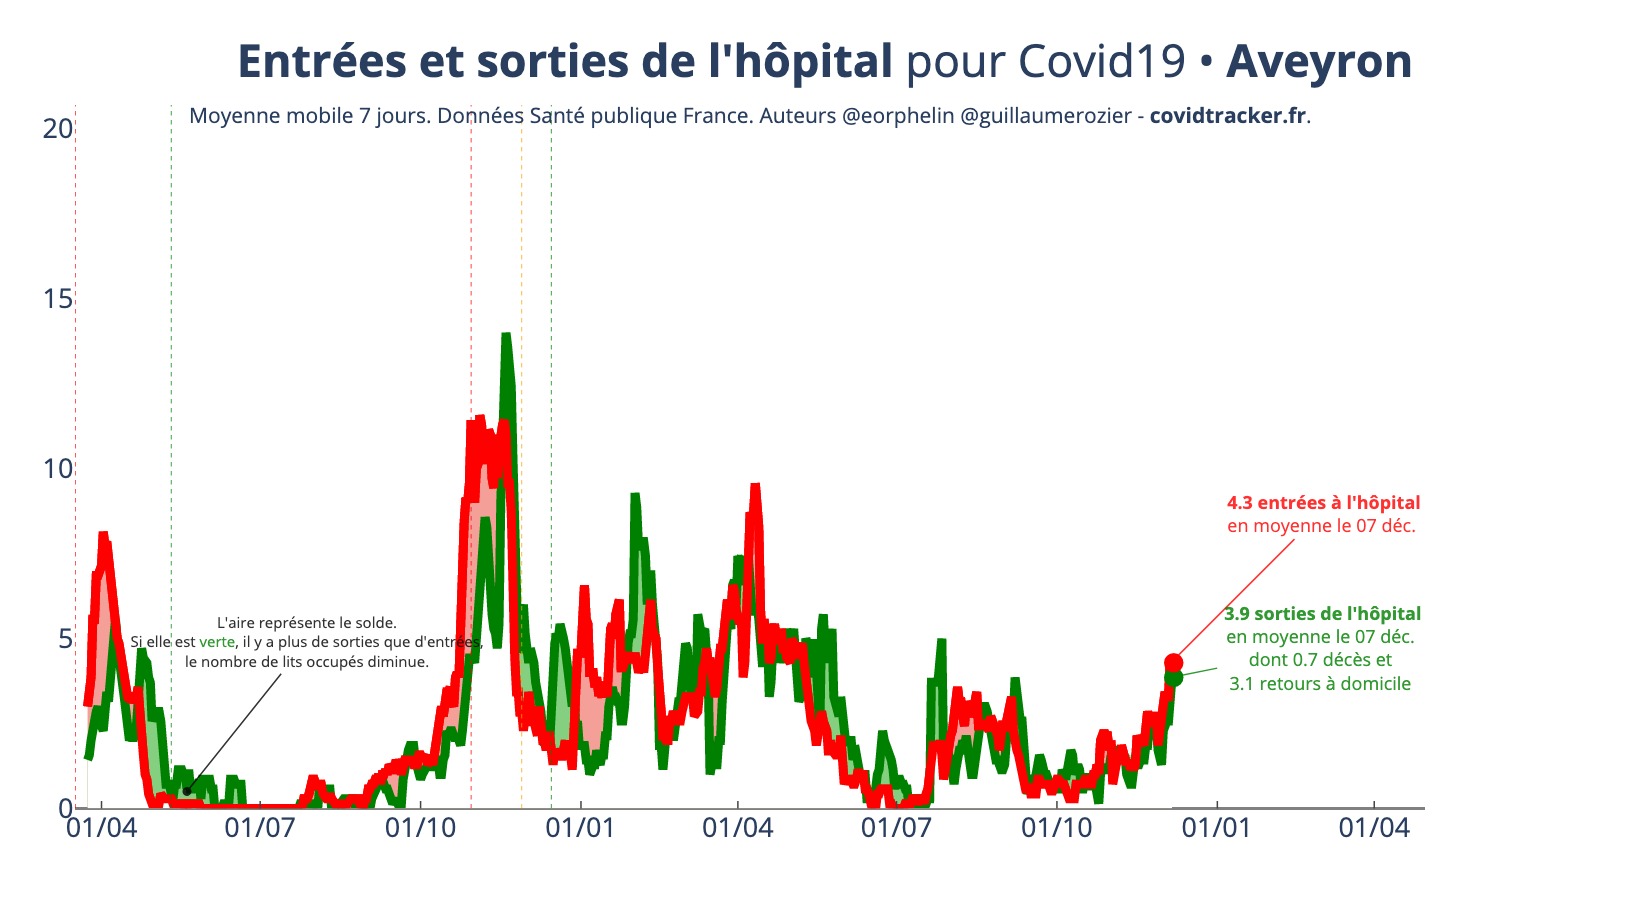 Entrées et sorties de l'hôpital pour Covid19 • Aveyron
Moyenne mobile 7 jours. Données Santé publique France. Auteurs @eorphelin @guillaumerozier - covidtracker.fr.
20
15
10
5
0
L'aire représente le solde.
Si elle est verte, il y a plus de sorties que d'entrées,
le nombre de lits occupés diminue.
4.3 entrées à l'hôpital
en moyenne le 07 déc.
3.9 sorties de l'hôpital
en moyenne le 07 déc.
dont 0.7 décès et
3.1 retours à domicile
01/04 01/07 01/10 01/01 01/04 01/07 01/10 01/01 01/04